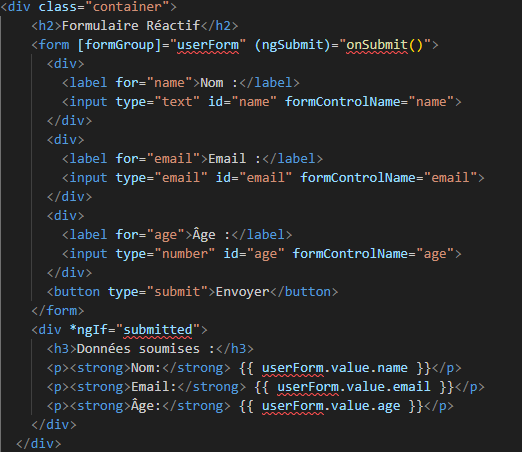 <div class="container">
<h2>Formulaire Réactif</h2>
<form [formGroup]="userForm" (ngSubmit)="onSubmit()">
<div>
<label for="name">Nom :</label>
<input type="text" id="name" formControlName="name">
</div>
<div>
<label for="email">Email :</label>
<input type="email" id="email" formControlName="email">
</div>
<div>
<label for="age">Âge :</label>
<input type="number" id="age" formControlName="age">
</div>
<button type="submit">Envoyer</button>
</form>
<div *ngIf="submitted">
<h3>Données soumises :</h3>
<p><strong>Nom:</strong> {{ userForm.value.name }}</p>
<p><strong>Email:</strong> {{ userForm.value.email }}</p>
<p><strong>Âge:</strong> {{ userForm.value.age }}</p>
</div>
</div>